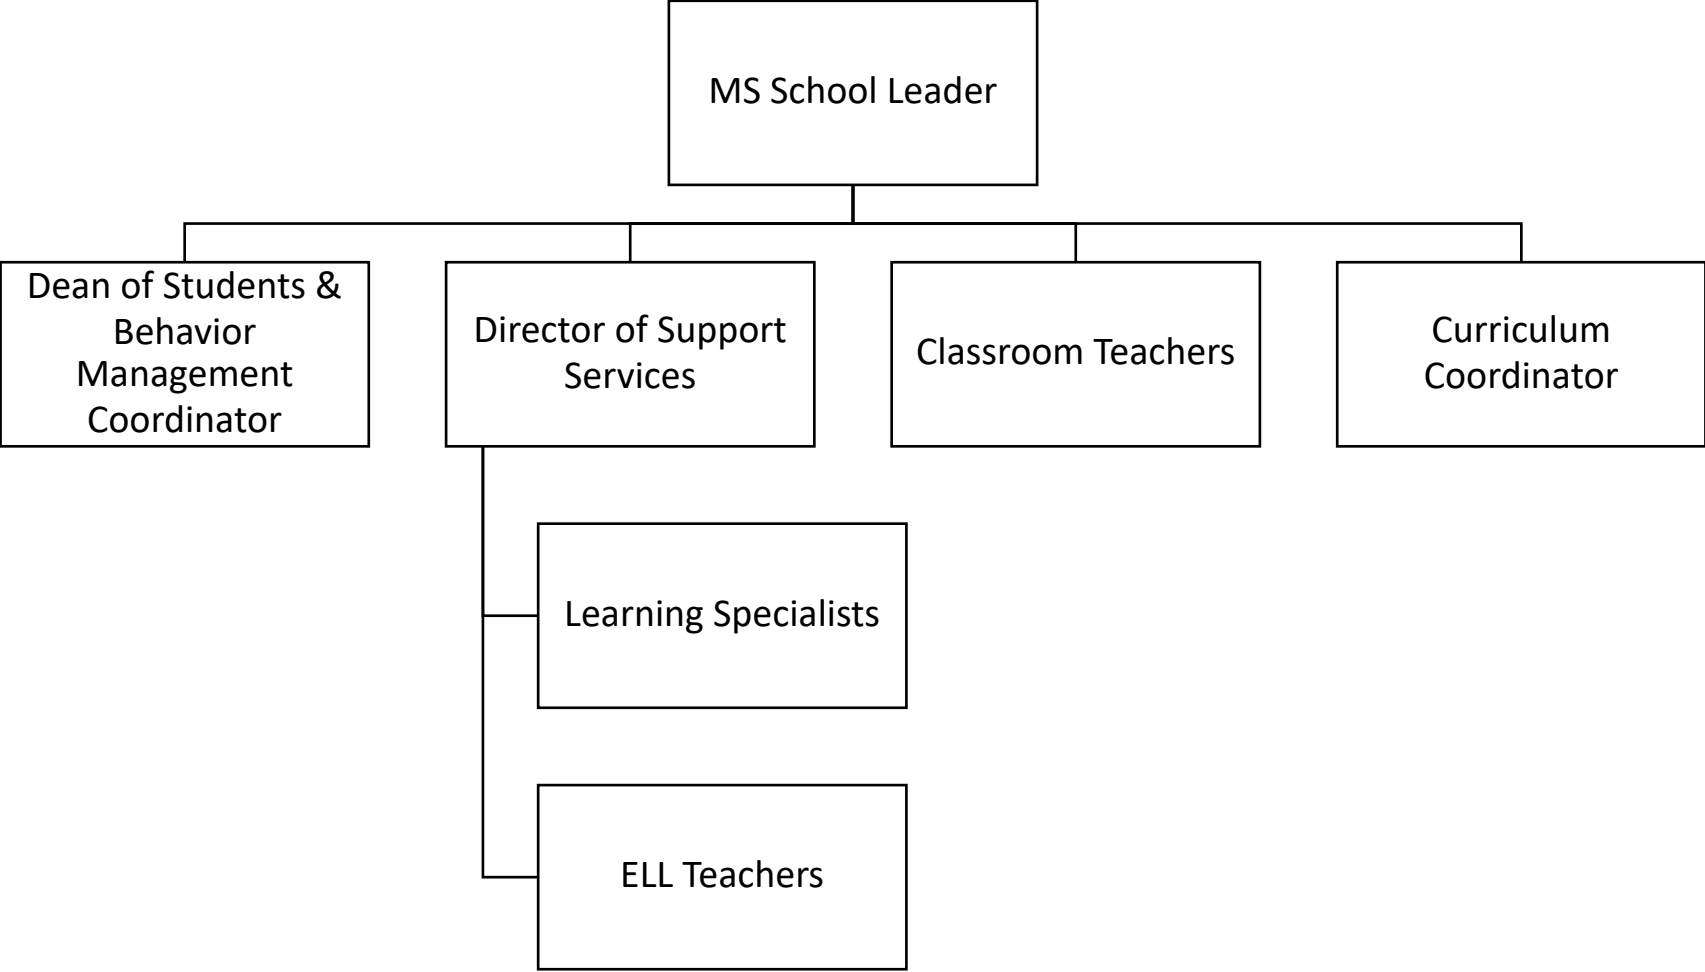 MS School Leader
Dean of Students &
Behavior
Management
Coordinator
Director of Support
Services
Classroom Teachers
Curriculum
Coordinator
Learning Specialists
ELL Teachers